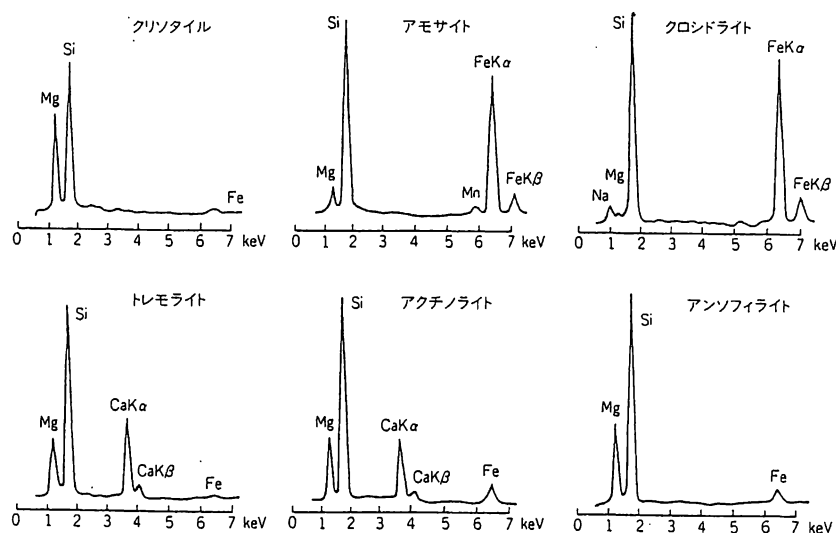 クリソタイル
Si
Mg
Fe
0 1 2 3 4 5 6 7 keV
アモサイト
Si
FeKα
Mg
Mn
FeKβ
0 1 2 3 4 5 6 7 keV
クロシドライト
Si
FeKα
Mg
Na
FeKβ
0 1 2 3 4 5 6 7 keV
トレモライト
Si
CaKα
Mg
CaKβ
Fe
0 1 2 3 4 5 6 7 keV
アクチノライト
Si
Mg
CaKα
CaKβ
Fe
0 1 2 3 4 5 6 7 keV
アンソフィライト
Si
Mg
Fe
0 1 2 3 4 5 6 7 keV